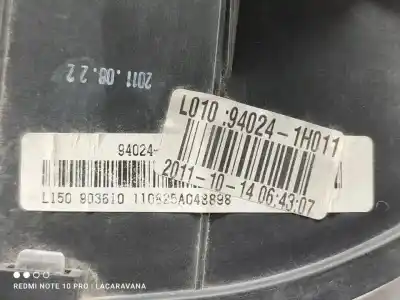 2011.08.22
L010 :94024-1H011
94024-
2011-10-14 06:43:07
L150 903610 110825A048898
REDMI NOTE 10 PRO | LACARAVANA